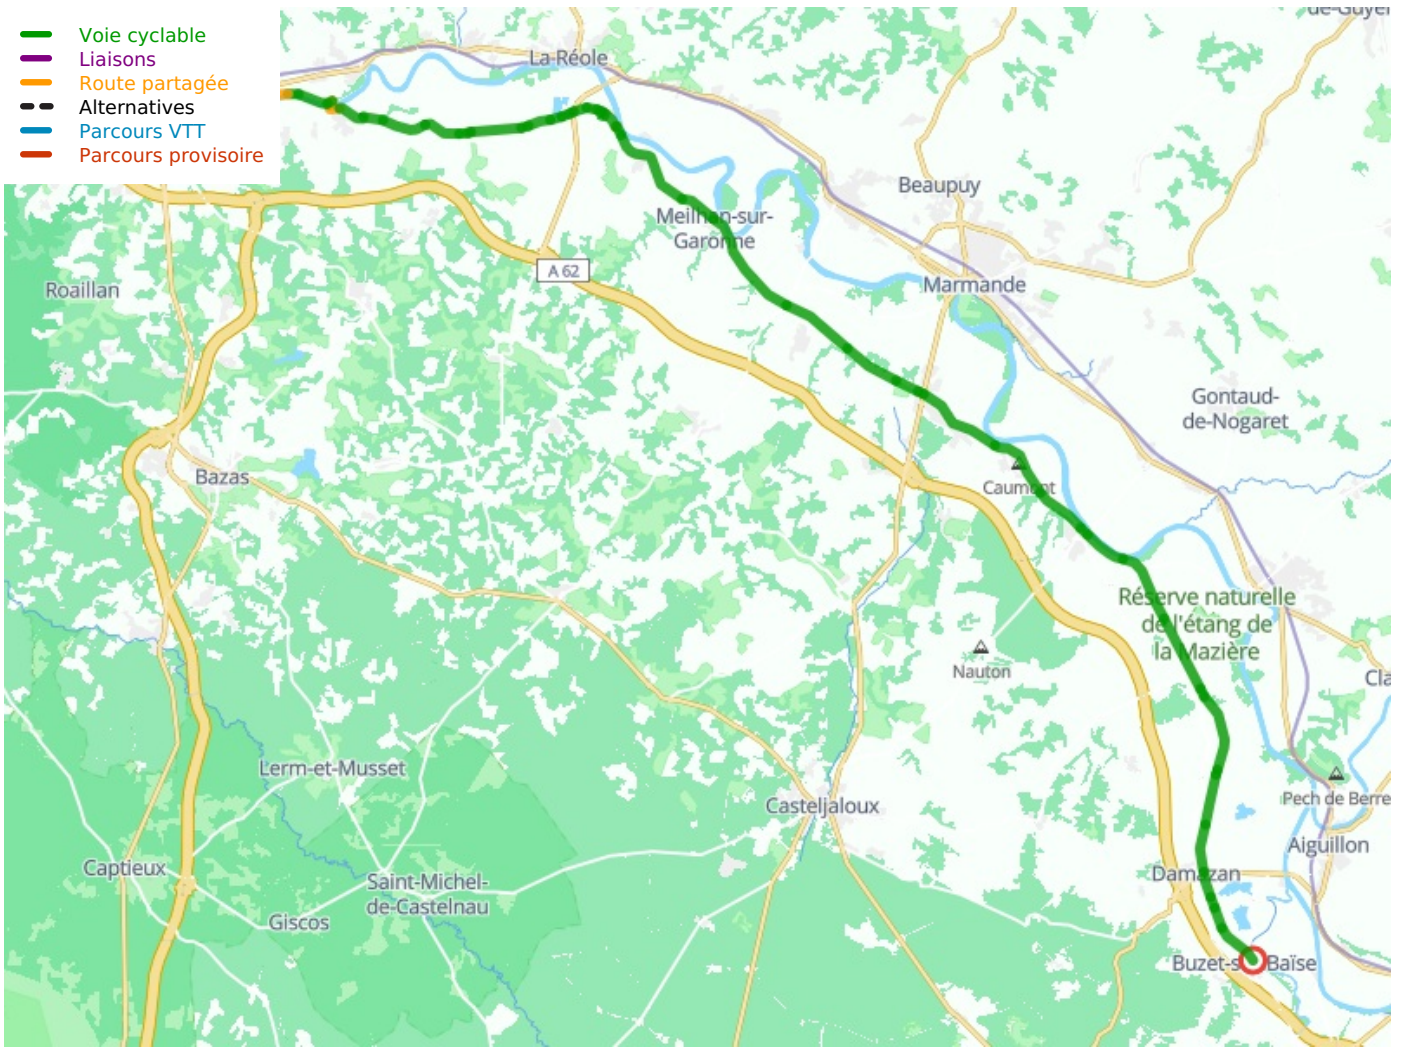 Voie cyclable
Liaisons
Route partagée
Alternatives
Parcours VTT
Parcours provisoire
La Réole
Beaupuy
Meilhan-sur-
Garonne
A 62
Marmande
Roaillan
Gontaud-
de-Nogaret
Bazas
Caumont
Réserve naturelle
de l'étang de
la Mazière
Nauton
Lerm-et-Musset
Casteljaloux
Pech de Berre
Aiguillon
Captieux
Damazan
Saint-Michel-
de-Castelnau
Giscos
Buzet-s Baïse